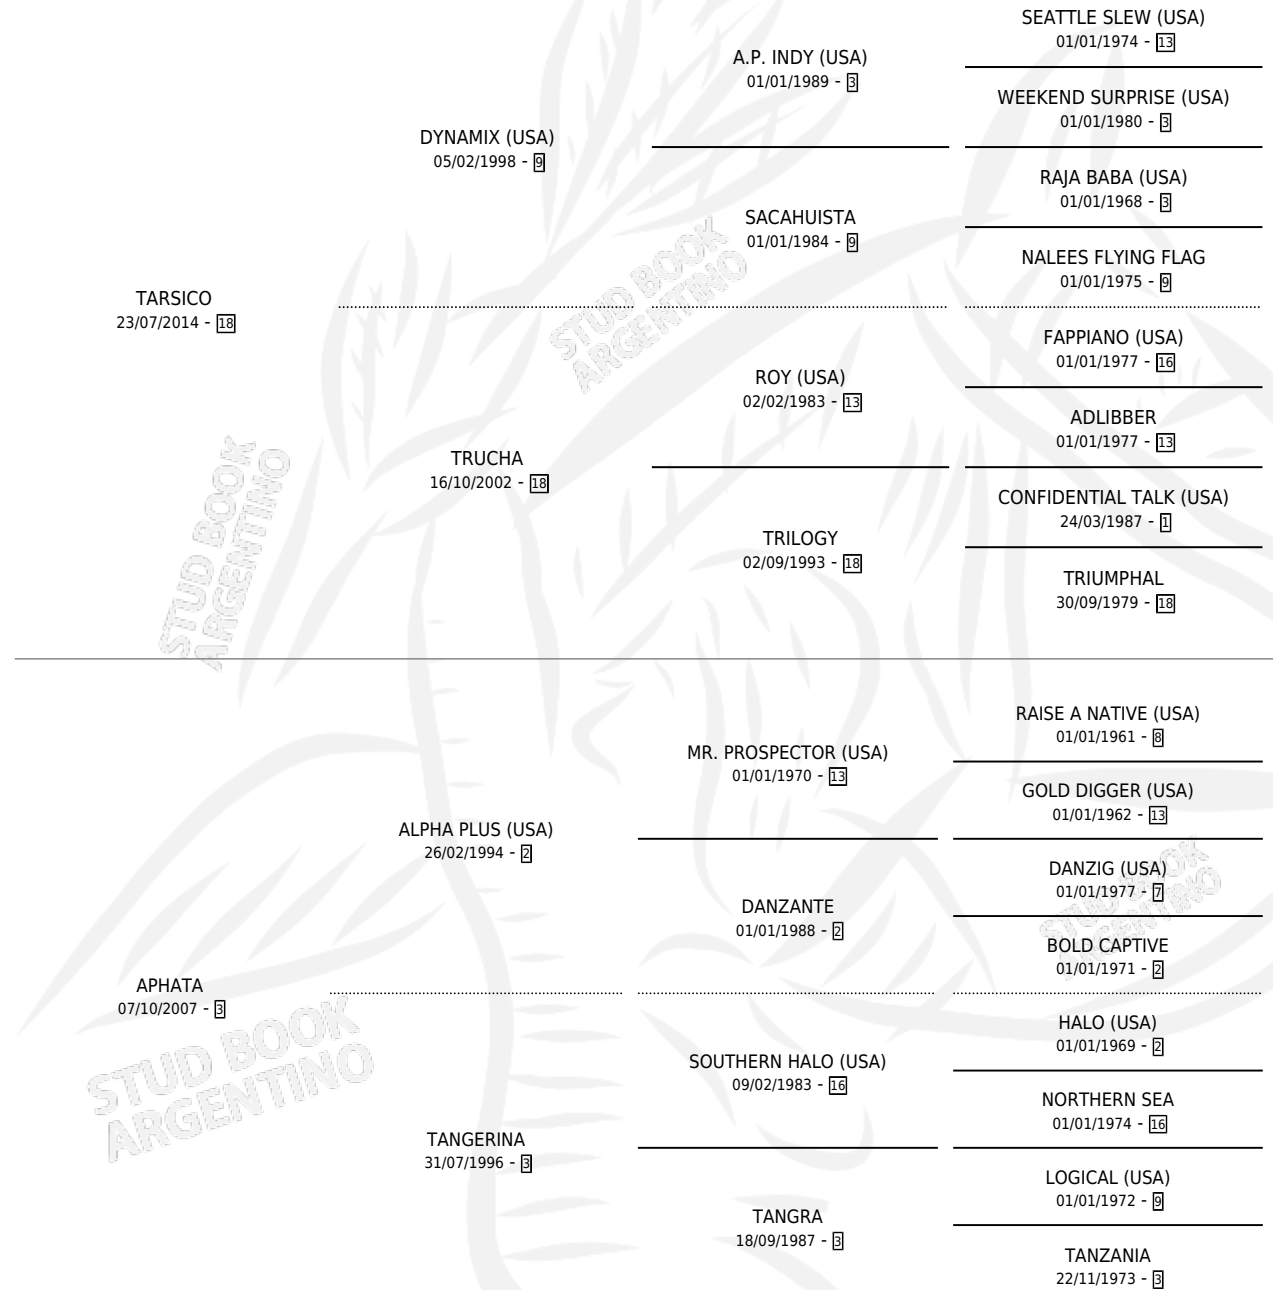 SEATTLE SLEW (USA)
01/01/1974 - 13
A.P. INDY (USA)
01/01/1989 - 3
WEEKEND SURPRISE (USA)
01/01/1980 - 3
DYNAMIX (USA)
05/02/1998 - 9
RAJA BABA (USA)
01/01/1968 - 3
SACAHUISTA
01/01/1984 - 9
NALEES FLYING FLAG
01/01/1975 - 9
TARSICO
23/07/2014 - 18
FAPPIANO (USA)
01/01/1977 - 16
ROY (USA)
02/02/1983 - 13
ADLIBBER
01/01/1977 - 13
TRUCHA
16/10/2002 - 18
CONFIDENTIAL TALK (USA)
24/03/1987 - 1
TRILOGY
02/09/1993 - 18
TRIUMPHAL
30/09/1979 - 18
STUD BOOK
ARGENTINO
STUD BOOK
ARGENTINO
RAISE A NATIVE (USA)
01/01/1961 - 8
MR. PROSPECTOR (USA)
01/01/1970 - 13
GOLD DIGGER (USA)
01/01/1962 - 13
ALPHA PLUS (USA)
26/02/1994 - 2
DANZIG (USA)
01/01/1977 - 7
DANZANTE
01/01/1988 - 2
BOLD CAPTIVE
01/01/1971 - 2
APHATA
07/10/2007 - 3
HALO (USA)
01/01/1969 - 2
SOUTHERN HALO (USA)
09/02/1983 - 16
NORTHERN SEA
01/01/1974 - 16
TANGERINA
31/07/1996 - 3
LOGICAL (USA)
01/01/1972 - 9
TANGRA
18/09/1987 - 3
TANZANIA
22/11/1973 - 3
STUD BOOK
ARGENTINO
STUD BOOK
ARGENTINO